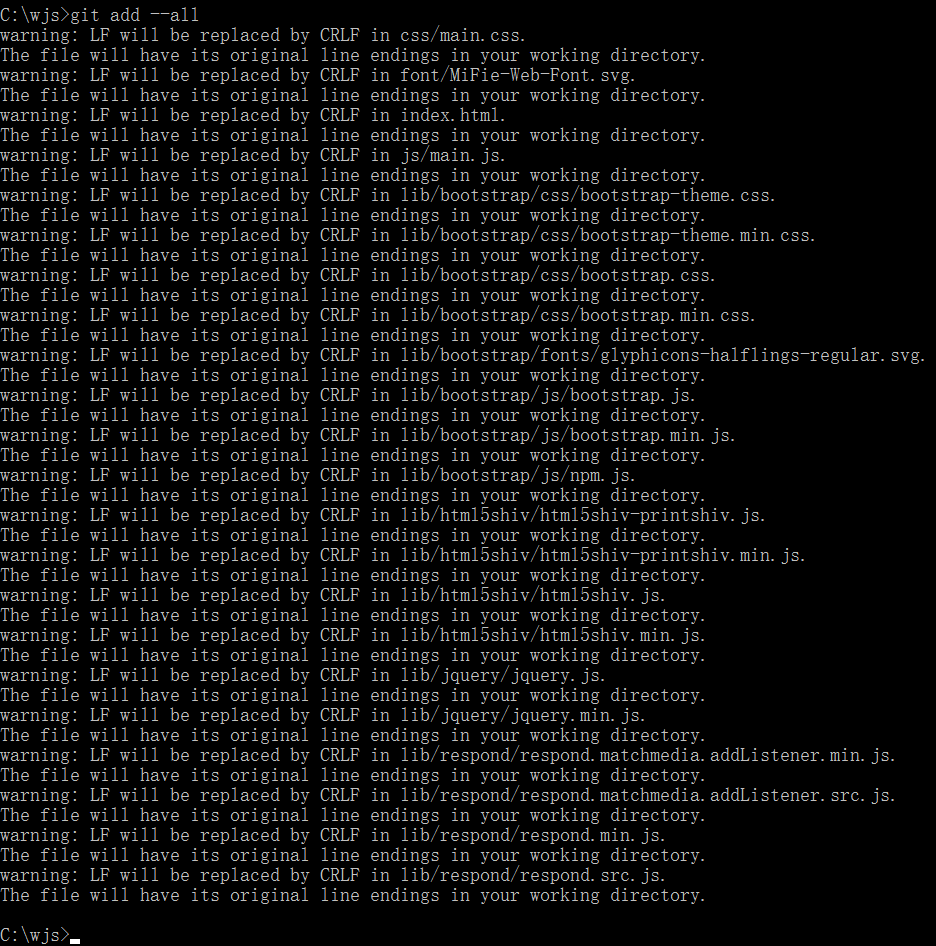 C:\wjs>git add --all
warning: LF will be replaced by CRLF in css/main.css.
The file will have its original line endings in your working directory.
warning: LF will be replaced by CRLF in font/MiFie-Web-Font.svg.
The file will have its original line endings in your working directory.
warning: LF will be replaced by CRLF in index.html.
The file will have its original line endings in your working directory.
warning: LF will be replaced by CRLF in js/main.js.
The file will have its original line endings in your working directory.
warning: LF will be replaced by CRLF in lib/bootstrap/css/bootstrap-theme.css.
The file will have its original line endings in your working directory.
warning: LF will be replaced by CRLF in lib/bootstrap/css/bootstrap-theme.min.css.
The file will have its original line endings in your working directory.
warning: LF will be replaced by CRLF in lib/bootstrap/css/bootstrap.css.
The file will have its original line endings in your working directory.
warning: LF will be replaced by CRLF in lib/bootstrap/css/bootstrap.min.css.
The file will have its original line endings in your working directory.
warning: LF will be replaced by CRLF in lib/bootstrap/fonts/glyphicons-halflings-regular.svg.
The file will have its original line endings in your working directory.
warning: LF will be replaced by CRLF in lib/bootstrap/js/bootstrap.js.
The file will have its original line endings in your working directory.
warning: LF will be replaced by CRLF in lib/bootstrap/js/bootstrap.min.js.
The file will have its original line endings in your working directory.
warning: LF will be replaced by CRLF in lib/bootstrap/js/npm.js.
The file will have its original line endings in your working directory.
warning: LF will be replaced by CRLF in lib/html5shiv/html5shiv-printshiv.js.
The file will have its original line endings in your working directory.
warning: LF will be replaced by CRLF in lib/html5shiv/html5shiv-printshiv.min.js.
The file will have its original line endings in your working directory.
warning: LF will be replaced by CRLF in lib/html5shiv/html5shiv.js.
The file will have its original line endings in your working directory.
warning: LF will be replaced by CRLF in lib/html5shiv/html5shiv.min.js.
The file will have its original line endings in your working directory.
warning: LF will be replaced by CRLF in lib/jquery/jquery.js.
The file will have its original line endings in your working directory.
warning: LF will be replaced by CRLF in lib/jquery/jquery.min.js.
The file will have its original line endings in your working directory.
warning: LF will be replaced by CRLF in lib/respond/respond.matchmedia.addListener.min.js.
The file will have its original line endings in your working directory.
warning: LF will be replaced by CRLF in lib/respond/respond.matchmedia.addListener.src.js.
The file will have its original line endings in your working directory.
warning: LF will be replaced by CRLF in lib/respond/respond.min.js.
The file will have its original line endings in your working directory.
warning: LF will be replaced by CRLF in lib/respond/respond.src.js.
The file will have its original line endings in your working directory.
C:\wjs>